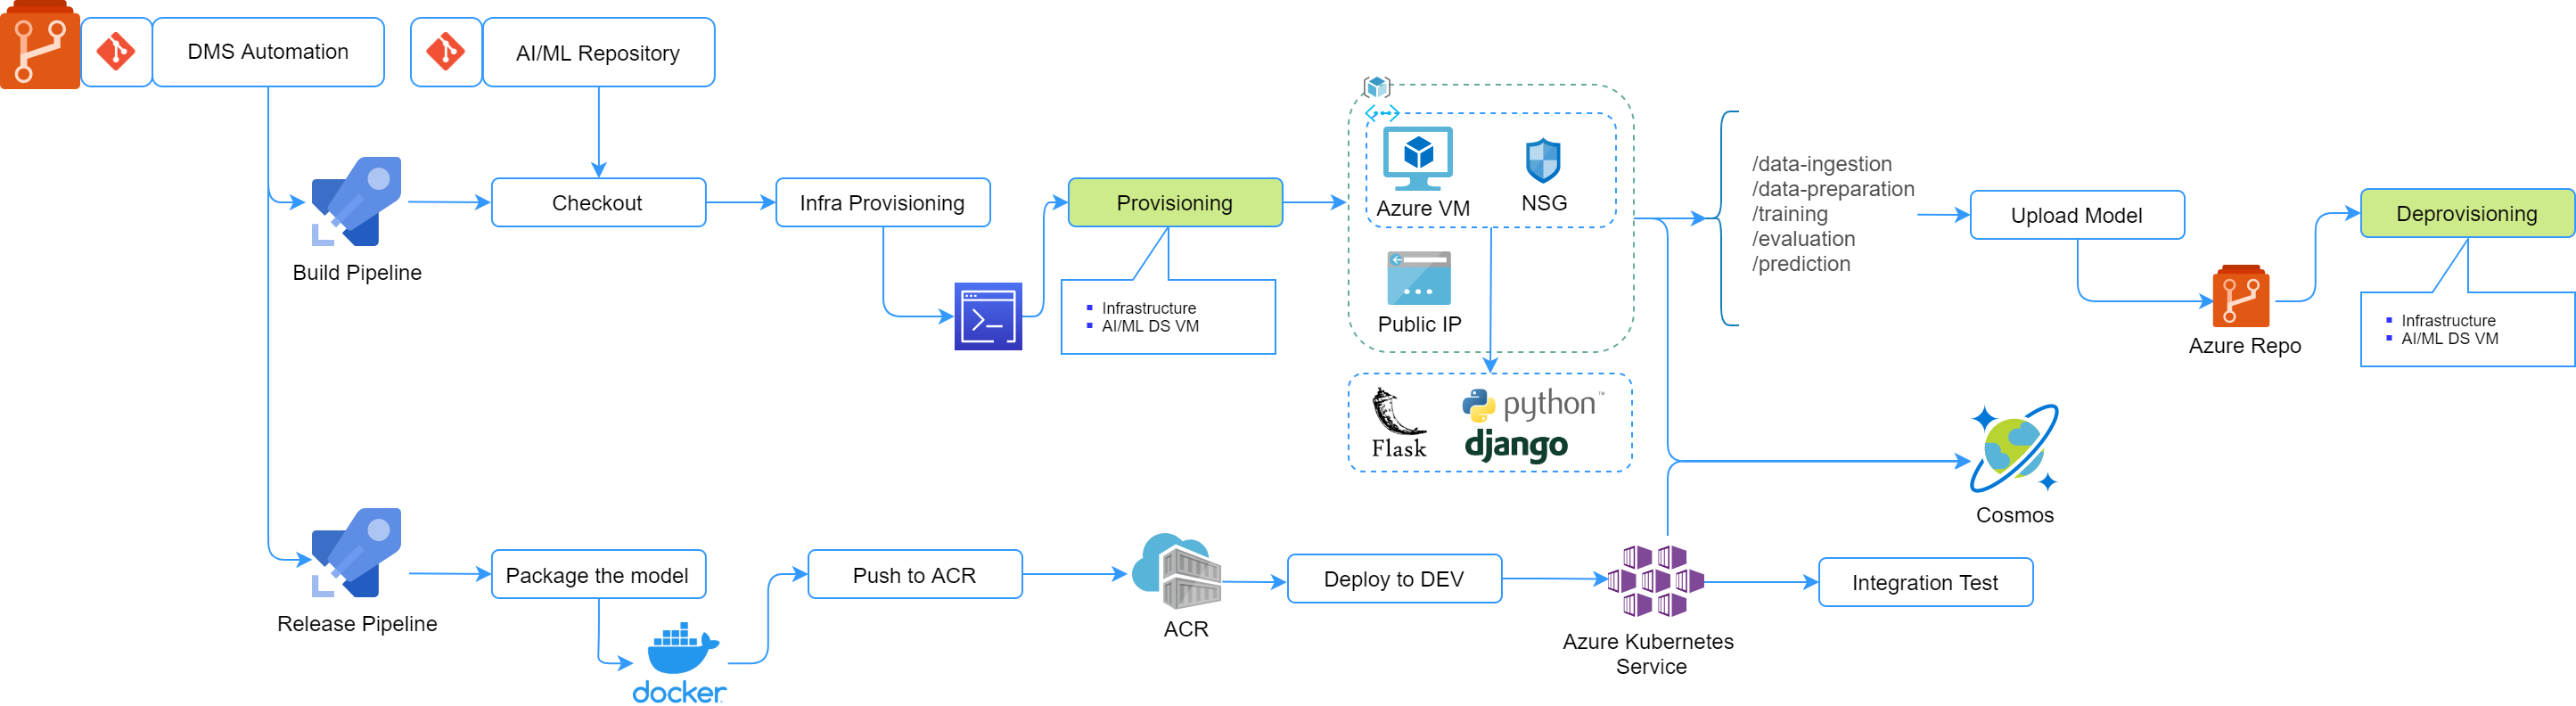 DMS Automation
AI/ML Repository
Build Pipeline
Checkout
Infra Provisioning
Provisioning
Infrastructure
AI/ML DS VM
Azure VM
NSG
Public IP
Flask
python™
django
/data-ingestion
/data-preparation
/training
/evaluation
/prediction
Upload Model
Azure Repo
Deprovisioning
Infrastructure
AI/ML DS VM
Cosmos
Release Pipeline
Package the model
docker
Push to ACR
ACR
Deploy to DEV
Azure Kubernetes
Service
Integration Test